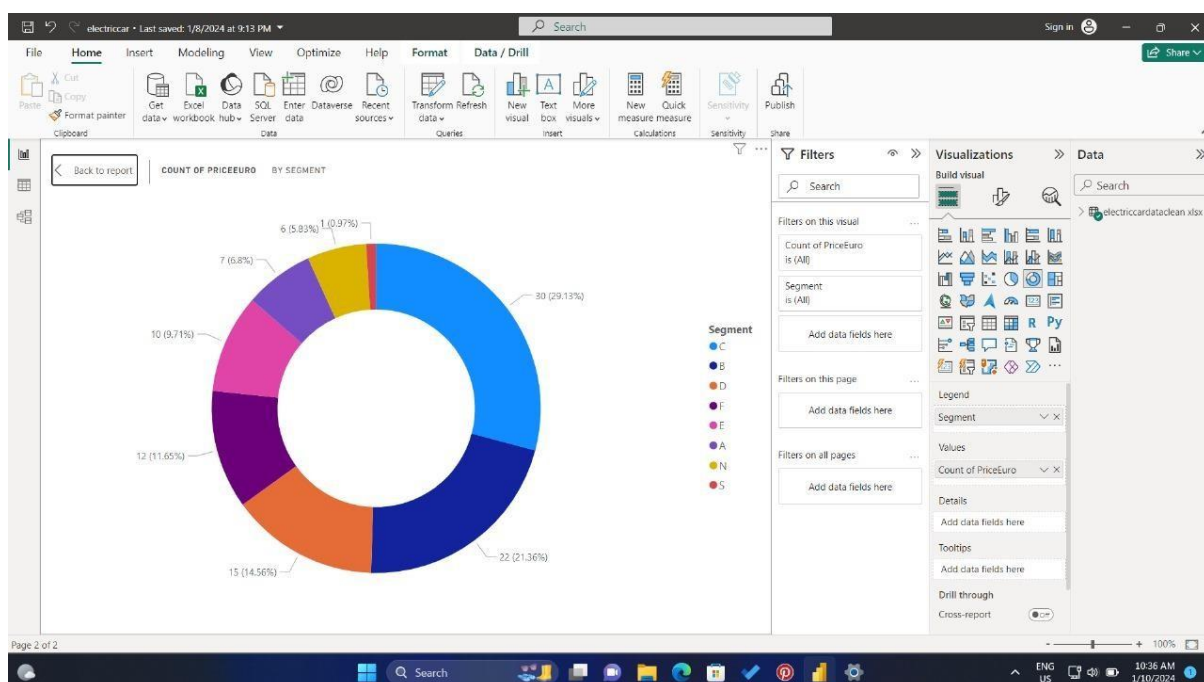 electriccar • Last saved: 1/8/2024 at 9:13 PM
Search
Sign in
File Home Insert Modeling View Optimize Help Format Data / Drill
Share
Paste
Cut
Copy
Format painter
Get data
Excel workbook
Data hub
SQL Server
Enter data
Dataverse
Recent sources
Transform data
Refresh
New visual
Text box
More visuals
New measure
Quick measure
Sensitivity
Publish
Clipboard
Data
Queries
Insert
Calculations
Sensitivity
Share
Back to report
COUNT OF PRICEEURO BY SEGMENT
1 (0.97%)
6 (5.83%)
7 (6.8%)
30 (29.13%)
10 (9.71%)
12 (11.65%)
22 (21.36%)
15 (14.56%)
Segment
C
B
D
F
E
A
N
S
Filters
Search
Filters on this visual
Count of PriceEuro
is (All)
Segment
is (All)
Add data fields here
Filters on this page
Add data fields here
Filters on all pages
Add data fields here
Visualizations
Build visual
123
R Py
Legend
Segment
Values
Count of PriceEuro
Details
Add data fields here
Tooltips
Add data fields here
Drill through
Cross-report
Off
Data
Search
electriccardataclean xlsx
Page 2 of 2
100%
Search
ENG
US
10:36 AM
1/10/2024
1